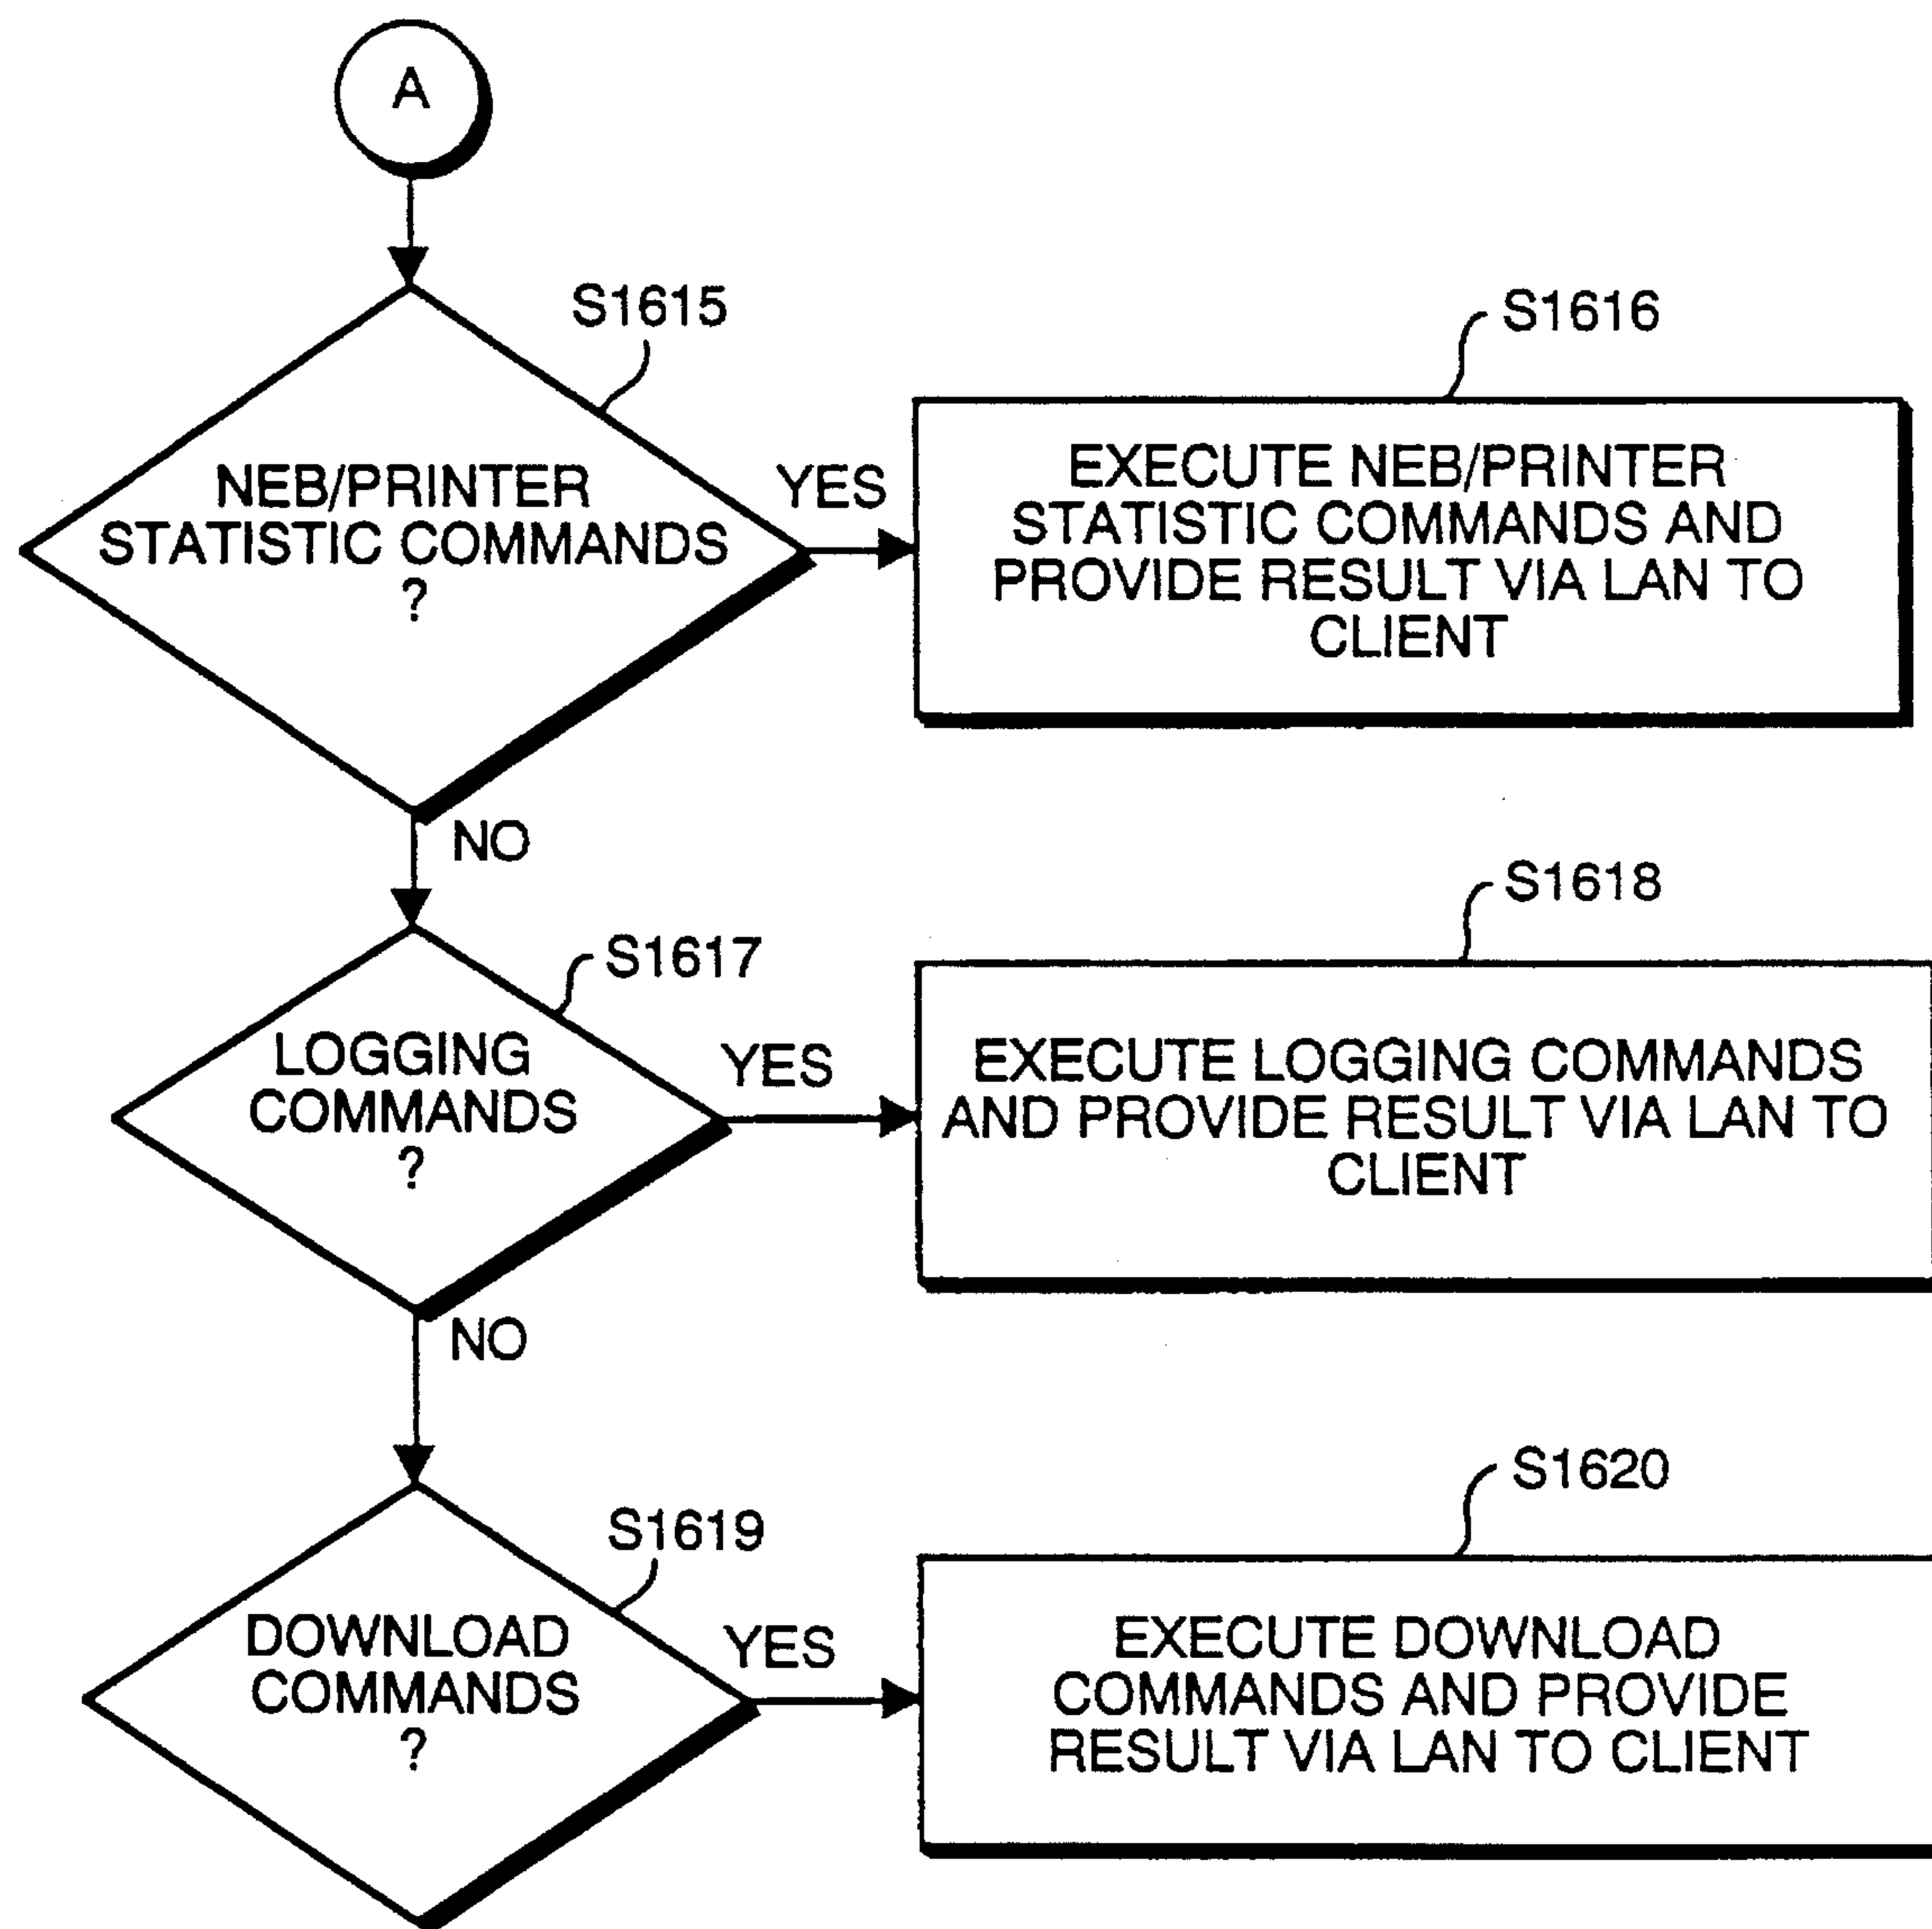 A
S1615
NEB/PRINTER
STATISTIC COMMANDS
?
YES
S1616
EXECUTE NEB/PRINTER
STATISTIC COMMANDS AND
PROVIDE RESULT VIA LAN TO
CLIENT
NO
S1617
LOGGING
COMMANDS
?
YES
S1618
EXECUTE LOGGING COMMANDS
AND PROVIDE RESULT VIA LAN TO
CLIENT
NO
S1619
DOWNLOAD
COMMANDS
?
YES
S1620
EXECUTE DOWNLOAD
COMMANDS AND PROVIDE
RESULT VIA LAN TO CLIENT